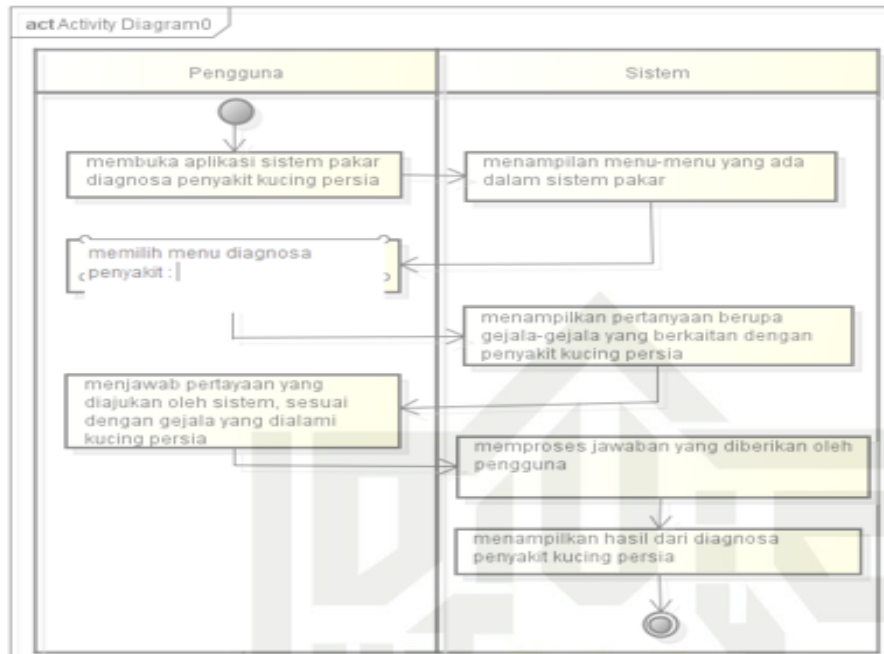 act Activity Diagram0
Pengguna
Sistem
membuka aplikasi sistem pakar
diagnosa penyakit kucing persia
menampilan menu-menu yang ada
dalam sistem pakar
memilih menu diagnosa
penyakit :
menampilkan pertanyaan berupa
gejala-gejala yang berkaitan dengan
penyakit kucing persia
menjawab pertayaan yang
diajukan oleh sistem, sesuai
dengan gejala yang dialami
kucing persia
memproses jawaban yang diberikan oleh
pengguna
menampilkan hasil dari diagnosa
penyakit kucing persia